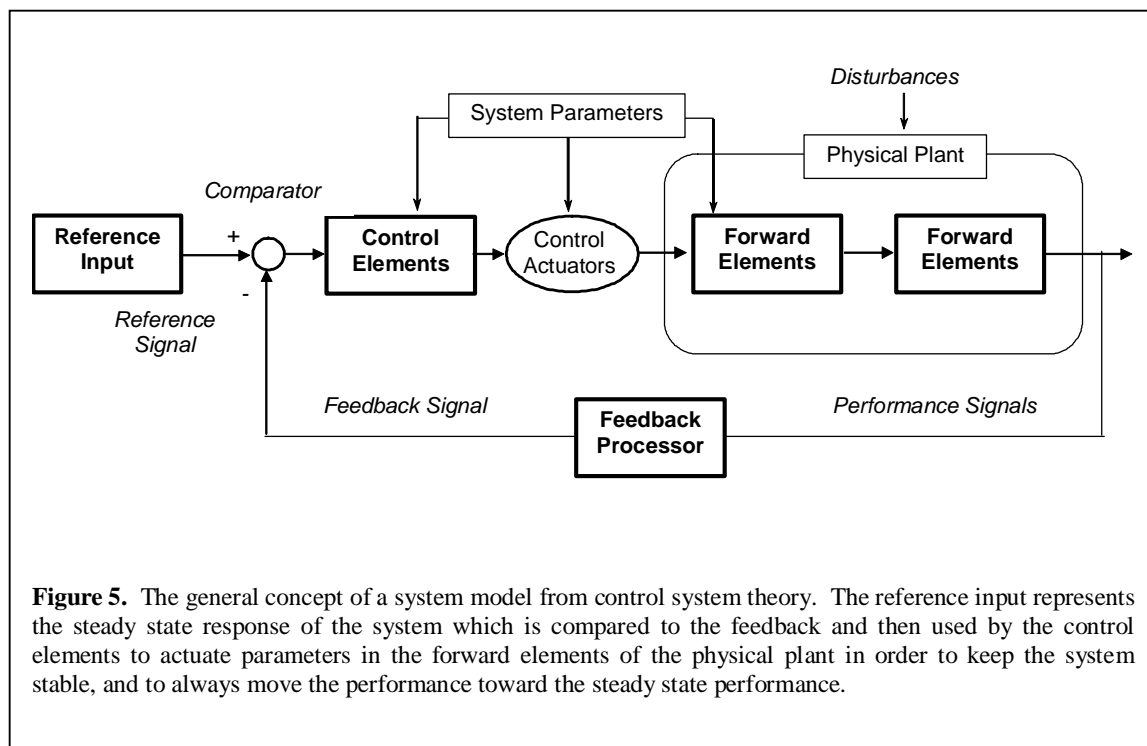 Disturbances
System Parameters
Physical Plant
Comparator
Reference
Input
+
-
Control
Elements
Control
Actuators
Forward
Elements
Forward
Elements
Reference
Signal
Feedback Signal
Feedback
Processor
Performance Signals
Figure 5. The general concept of a system model from control system theory. The reference input represents
the steady state response of the system which is compared to the feedback and then used by the control
elements to actuate parameters in the forward elements of the physical plant in order to keep the system
stable, and to always move the performance toward the steady state performance.